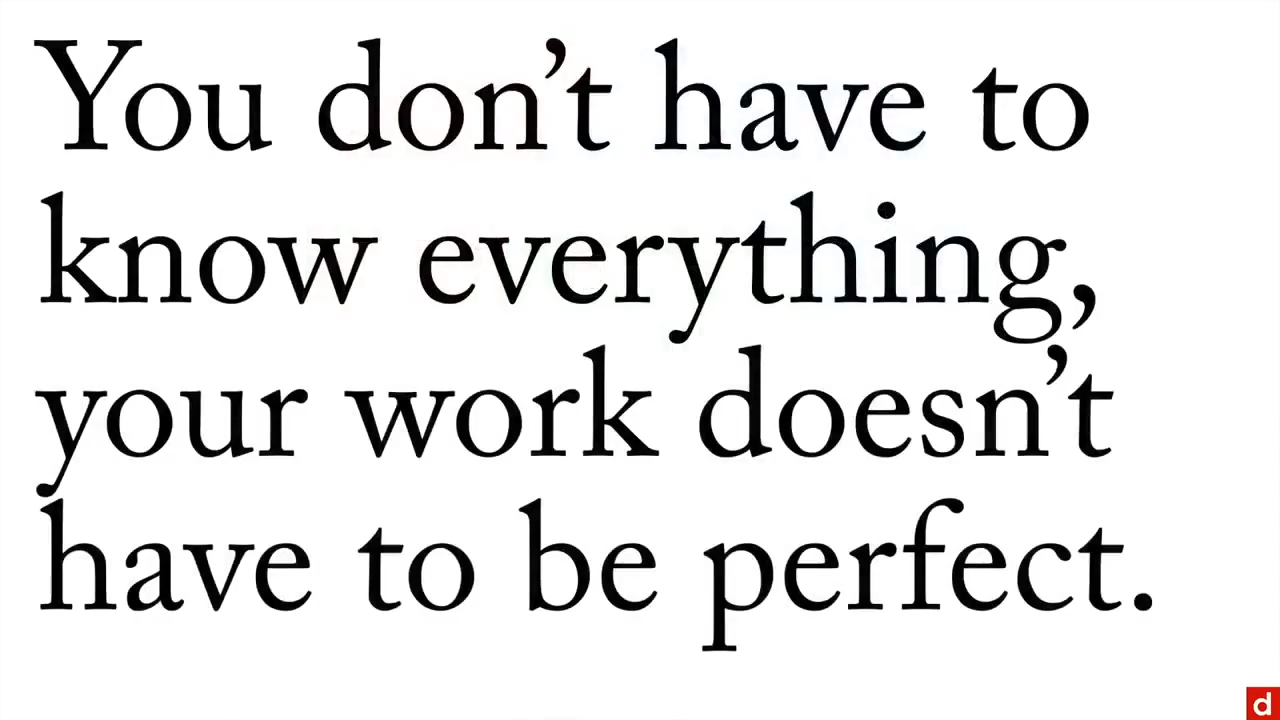 You don’t have to
know everything,
your work doesn’t
have to be perfect.
d